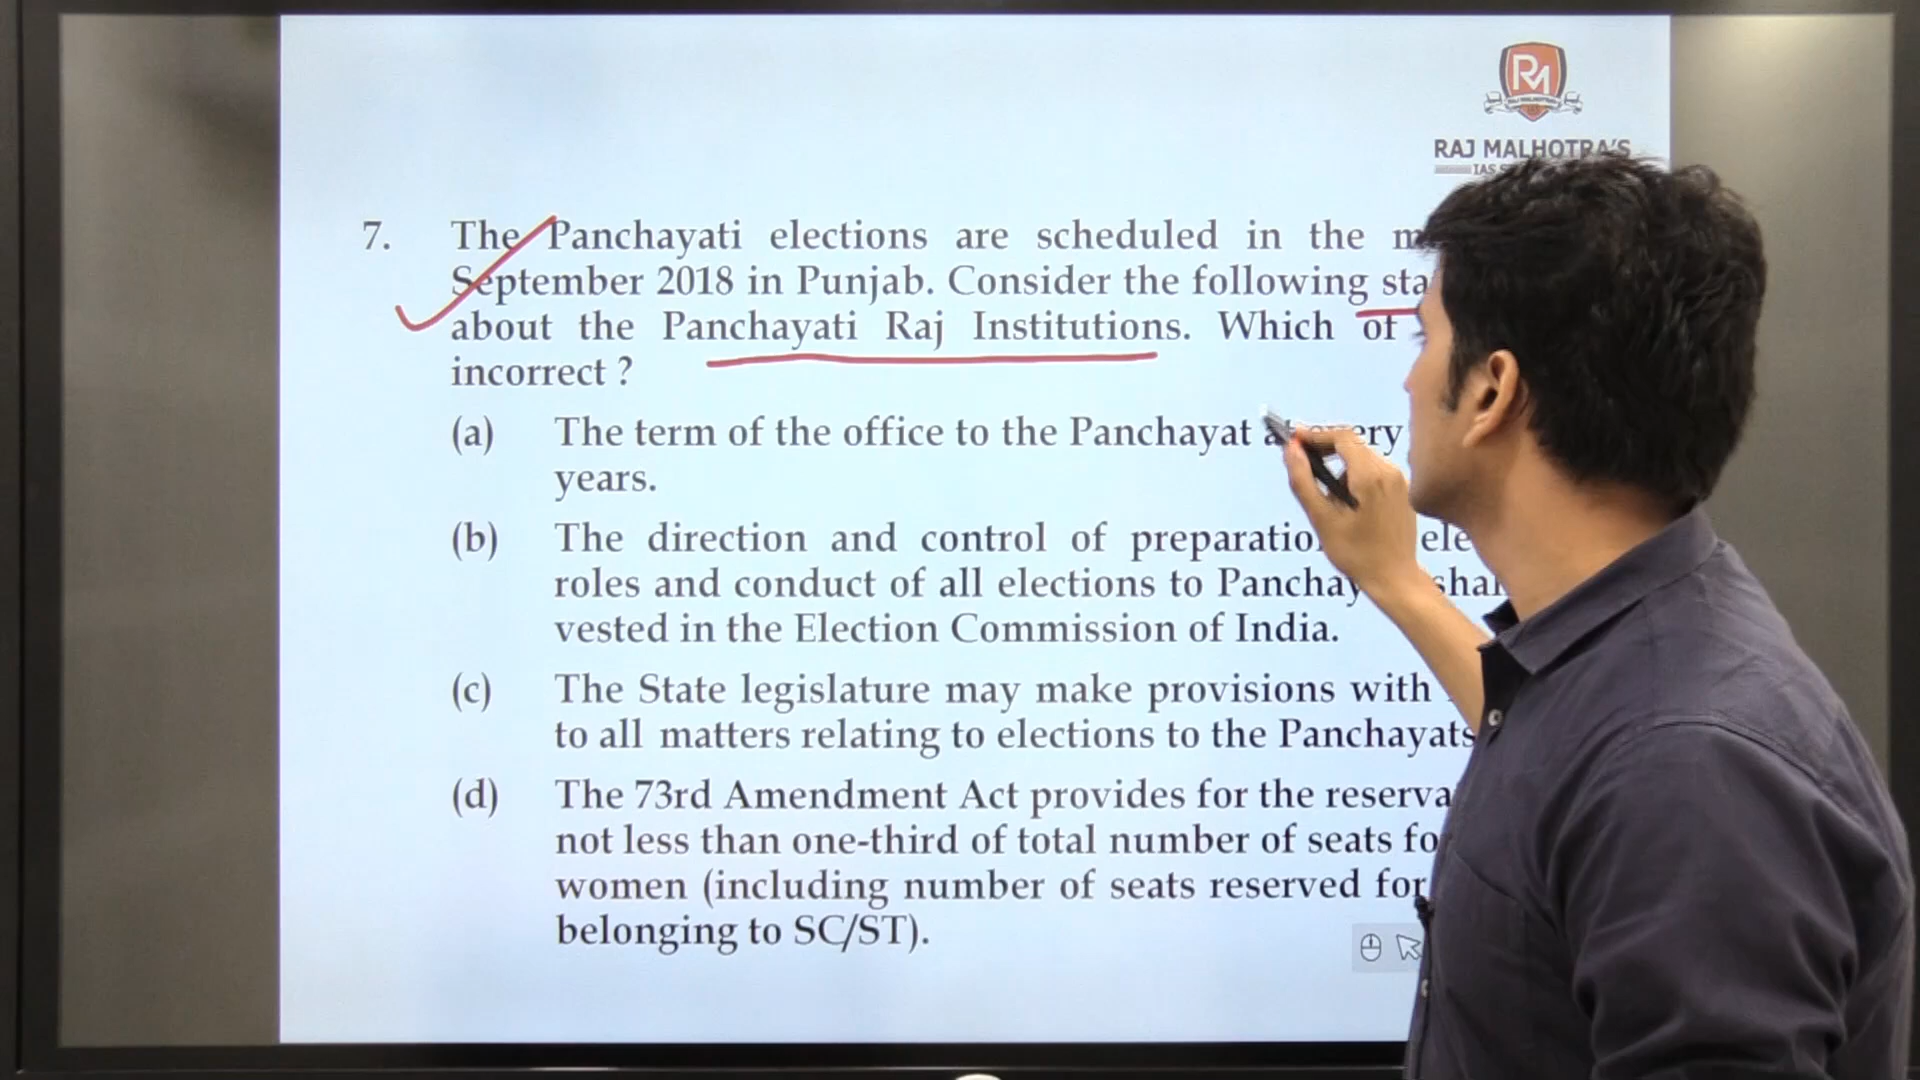 RM
RAJ MALHOTRA'S
IAS
7. The Panchayati elections are scheduled in the
September 2018 in Punjab. Consider the following
about the Panchayati Raj Institutions. Which of
incorrect ?
(a) The term of the office to the Panchayat
years.
(b) The direction and control of
roles and conduct of all elections to
vested in the Election Commission of India.
(c) The State legislature may make provisions with
to all matters relating to elections to the Panchayats
(d) The 73rd Amendment Act provides for the
not less than one-third of total number of seats
women (including number of seats reserved for
belonging to SC/ST).